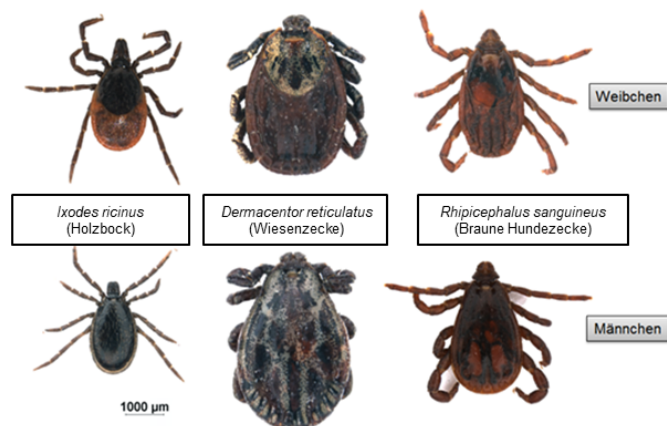 Weibchen
Ixodes ricinus
(Holzbock)
Dermacentor reticulatus
(Wiesenzecke)
Rhipicephalus sanguineus
(Braune Hundezecke)
Männchen
1000 µm